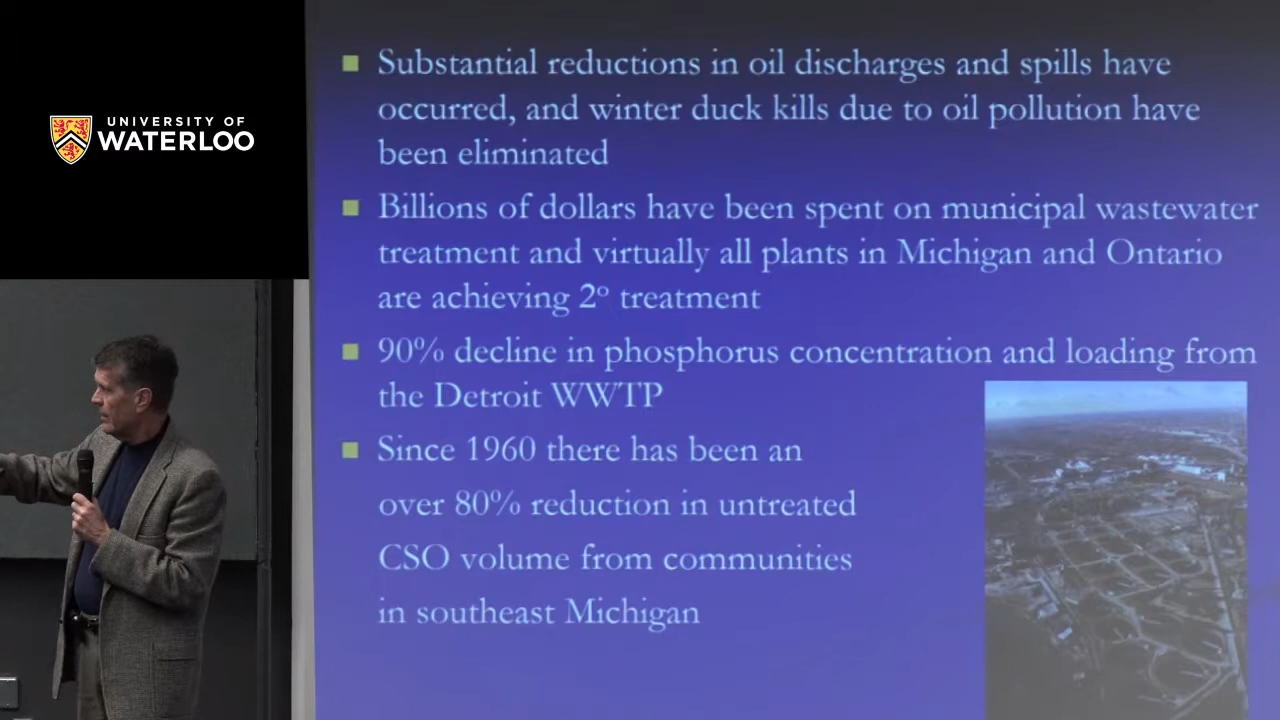 UNIVERSITY OF
WATERLOO
Substantial reductions in oil discharges and spills have
occurred, and winter duck kills due to oil pollution have
been eliminated
Billions of dollars have been spent on municipal wastewater
treatment and virtually all plants in Michigan and Ontario
are achieving 2º treatment
90% decline in phosphorus concentration and loading from
the Detroit WWTP
Since 1960 there has been an
over 80% reduction in untreated
CSO volume from communities
in southeast Michigan